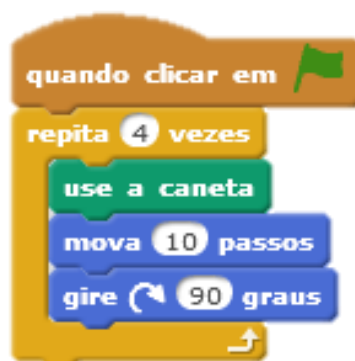 quando clicar em
repita 4 vezes
use a caneta
mova 10 passos
gire 90 graus